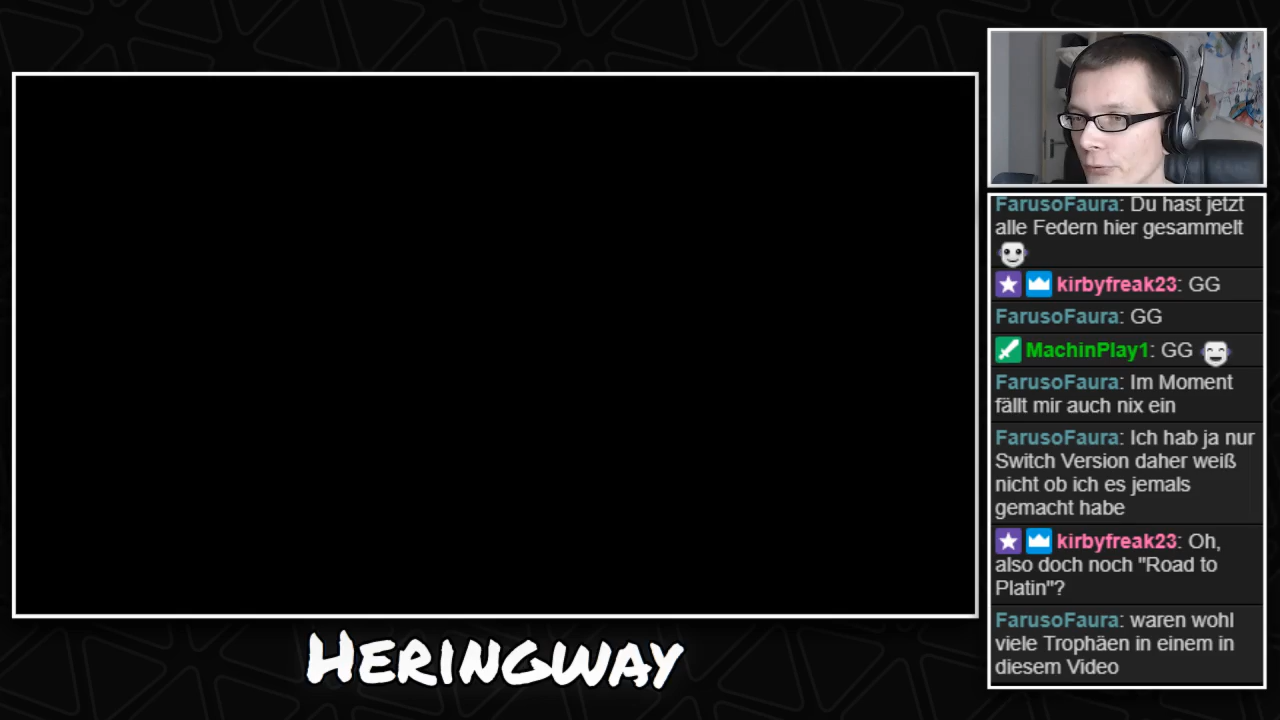 FarusoFaura: Du hast jetzt
alle Federn hier gesammelt
kirbyfreak23: GG
FarusoFaura: GG
MachinPlay1: GG
FarusoFaura: Im Moment
fällt mir auch nix ein
FarusoFaura: Ich hab ja nur
Switch Version daher weiß
nicht ob ich es jemals
gemacht habe
kirbyfreak23: Oh,
also doch noch "Road to
Platin"?
FarusoFaura: waren wohl
viele Trophäen in einem in
diesem Video
HERINGWAY